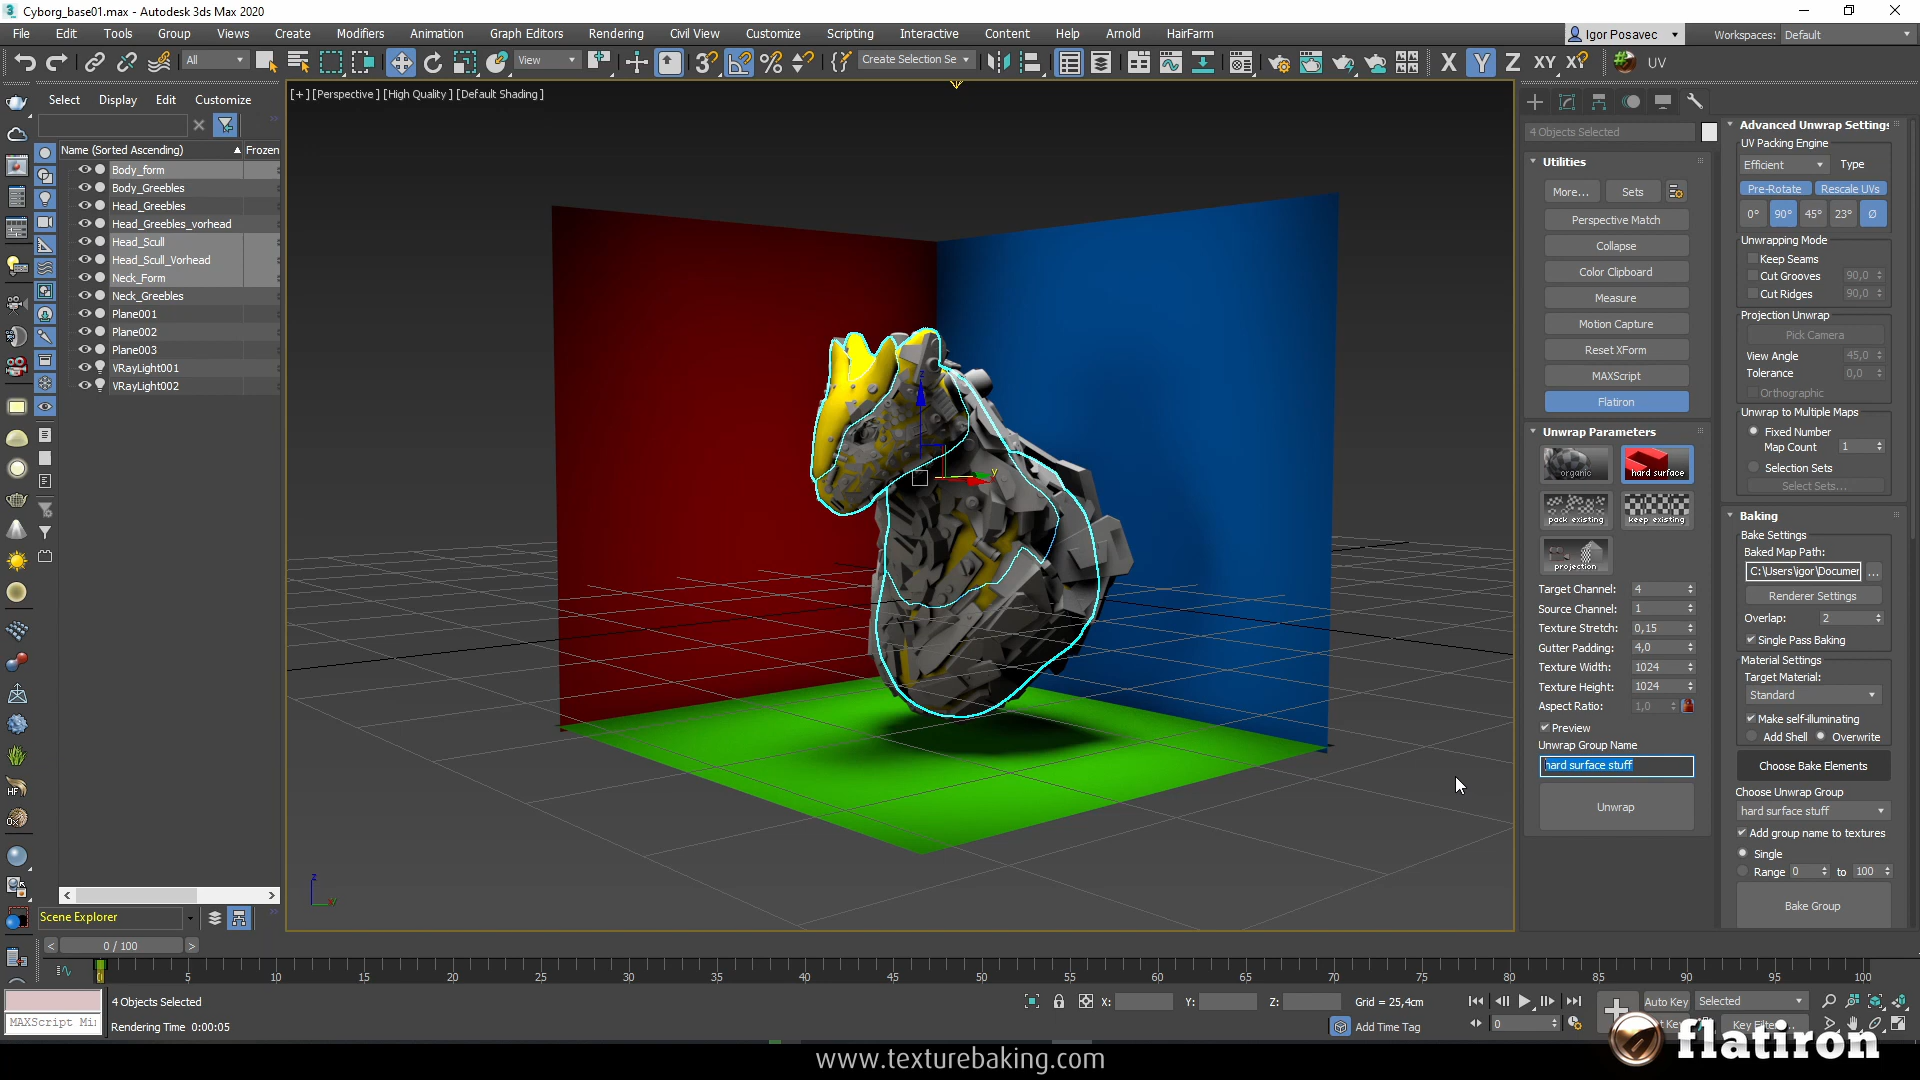 Cyborg_base01.max - Autodesk 3ds Max 2020
File Edit Tools Group Views Create Modifiers Animation Graph Editors Rendering Civil View Customize Scripting Interactive Content Help Arnold HairFarm
Igor Posavec
Workspaces: Default
All
View
Create Selection Se
X Y Z XY XY UV
Select Display Edit Customize
Name (Sorted Ascending) Frozen
Body_form
Body_Greebles
Head_Greebles
Head_Greebles_vorhead
Head_Scull
Head_Scull_Vorhead
Neck_Form
Neck_Greebles
Plane001
Plane002
Plane003
VRayLight001
VRayLight002
Scene Explorer
[+] [Perspective] [High Quality] [Default Shading]
4 Objects Selected
Utilities
More... Sets
Perspective Match
Collapse
Color Clipboard
Measure
Motion Capture
Reset XForm
MAXScript
Flatiron
Unwrap Parameters
organic hard surface
pack existing keep existing
projection
Target Channel: 4
Source Channel: 1
Texture Stretch: 0,15
Gutter Padding: 4,0
Texture Width: 1024
Texture Height: 1024
Aspect Ratio: 1,0
Preview
Unwrap Group Name
hard surface stuff
Unwrap
Advanced Unwrap Settings
UV Packing Engine
Efficient Type
Pre-Rotate Rescale UVs
0° 90° 45° 23° Ø
Unwrapping Mode
Keep Seams
Cut Grooves 90,0
Cut Ridges 90,0
Projection Unwrap
Pick Camera
View Angle 45,0
Tolerance 0,0
Orthographic
Unwrap to Multiple Maps
Fixed Number
Map Count 1
Selection Sets
Select Sets...
Baking
Bake Settings
Baked Map Path:
C:\Users\igor\Documer ...
Renderer Settings
Overlap: 2
Single Pass Baking
Material Settings
Target Material:
Standard
Make self-illuminating
Add Shell Overwrite
Choose Bake Elements
Choose Unwrap Group
hard surface stuff
Add group name to textures
Single
Range 0 to 100
Bake Group
z
y
0 / 100
0 5 10 15 20 25 30 35 40 45 50 55 60 65 70 75 80 85 90 95 100
MAXScript Mi
4 Objects Selected
Rendering Time 0:00:05
X: Y: Z: Grid = 25,4cm
Add Time Tag
0
Auto Key Selected
Key Filters...
flatiron
www.texturebaking.com